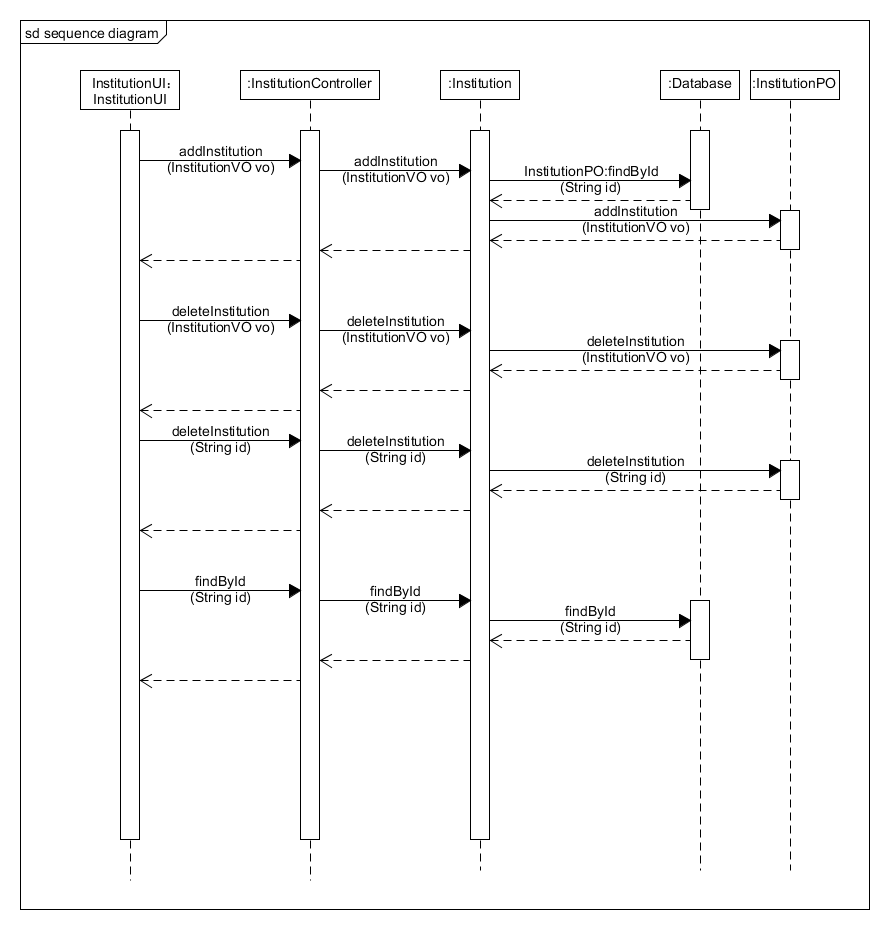 sd sequence diagram
InstitutionUI：
InstitutionUI
:InstitutionController
:Institution
:Database
:InstitutionPO
addInstitution
(InstitutionVO vo)
addInstitution
(InstitutionVO vo)
InstitutionPO:findById
(String id)
addInstitution
(InstitutionVO vo)
deleteInstitution
(InstitutionVO vo)
deleteInstitution
(InstitutionVO vo)
deleteInstitution
(InstitutionVO vo)
deleteInstitution
(String id)
deleteInstitution
(String id)
deleteInstitution
(String id)
findById
(String id)
findById
(String id)
findById
(String id)